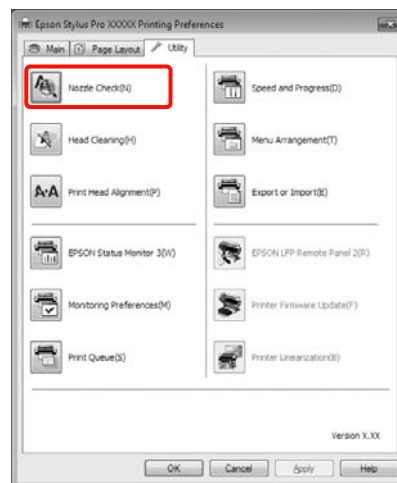 Epson Stylus Pro XXXXX Printing Preferences
Main Page Layout Utility
Nozzle Check(N)
Speed and Progress(D)
Head Cleaning(H)
Menu Arrangement(T)
Print Head Alignment(P)
Export or Import(E)
EPSON Status Monitor 3(W)
EPSON LFP Remote Panel 2(R)
Monitoring Preferences(M)
Printer Firmware Update(F)
Print Queue(S)
Printer Linearization(B)
Version X.XX
OK Cancel Apply Help